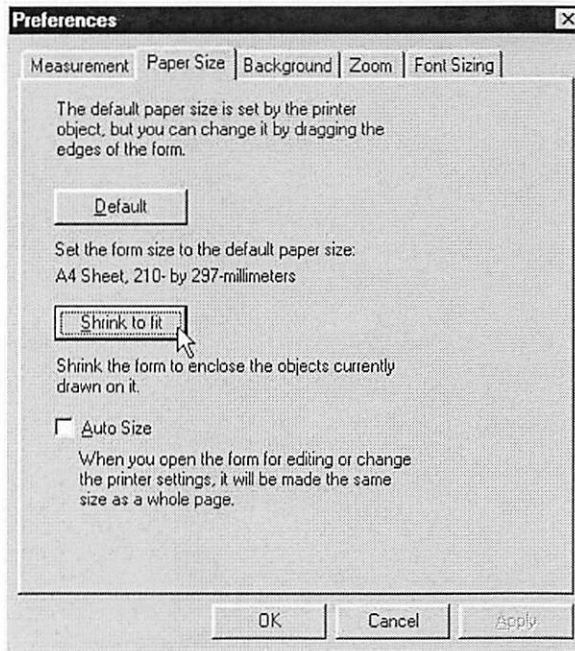 Preferences
Measurement Paper Size Background Zoom Font Sizing
The default paper size is set by the printer
object, but you can change it by dragging the
edges of the form.
Default
Set the form size to the default paper size:
A4 Sheet, 210- by 297-millimeters
Shrink to fit
Shrink the form to enclose the objects currently
drawn on it.
Auto Size
When you open the form for editing or change
the printer settings, it will be made the same
size as a whole page.
OK Cancel Apply